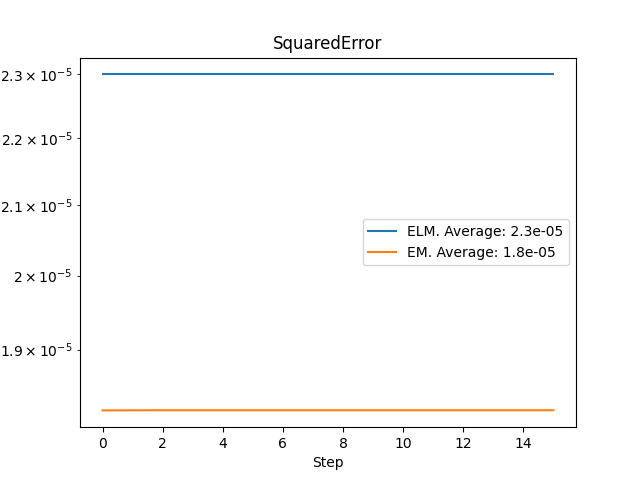 SquaredError
2.3 × 10⁻⁵
2.2 × 10⁻⁵
2.1 × 10⁻⁵
2 × 10⁻⁵
1.9 × 10⁻⁵
ELM. Average: 2.3e-05
EM. Average: 1.8e-05
0 2 4 6 8 10 12 14
Step